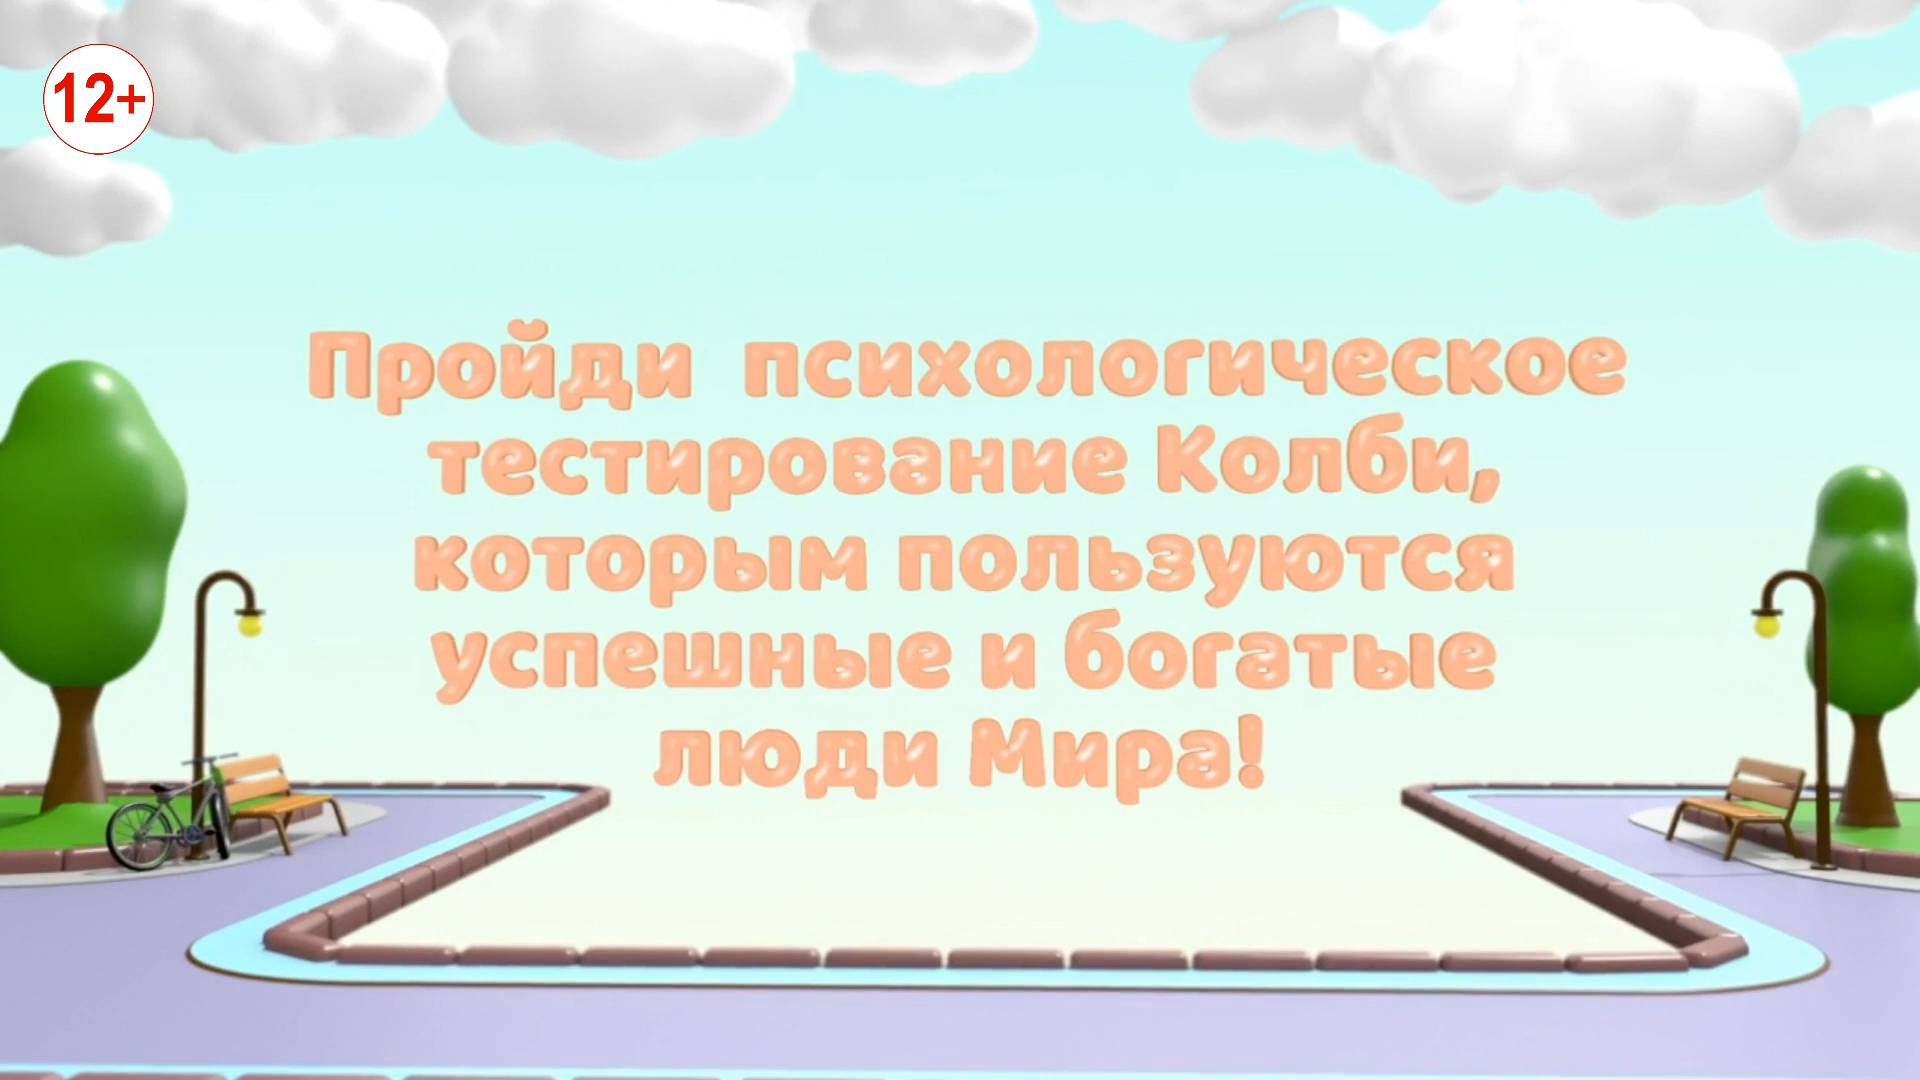 12+
Пройди психологическое
тестирование Колби,
которым пользуются
успешные и богатые
люди Мира!